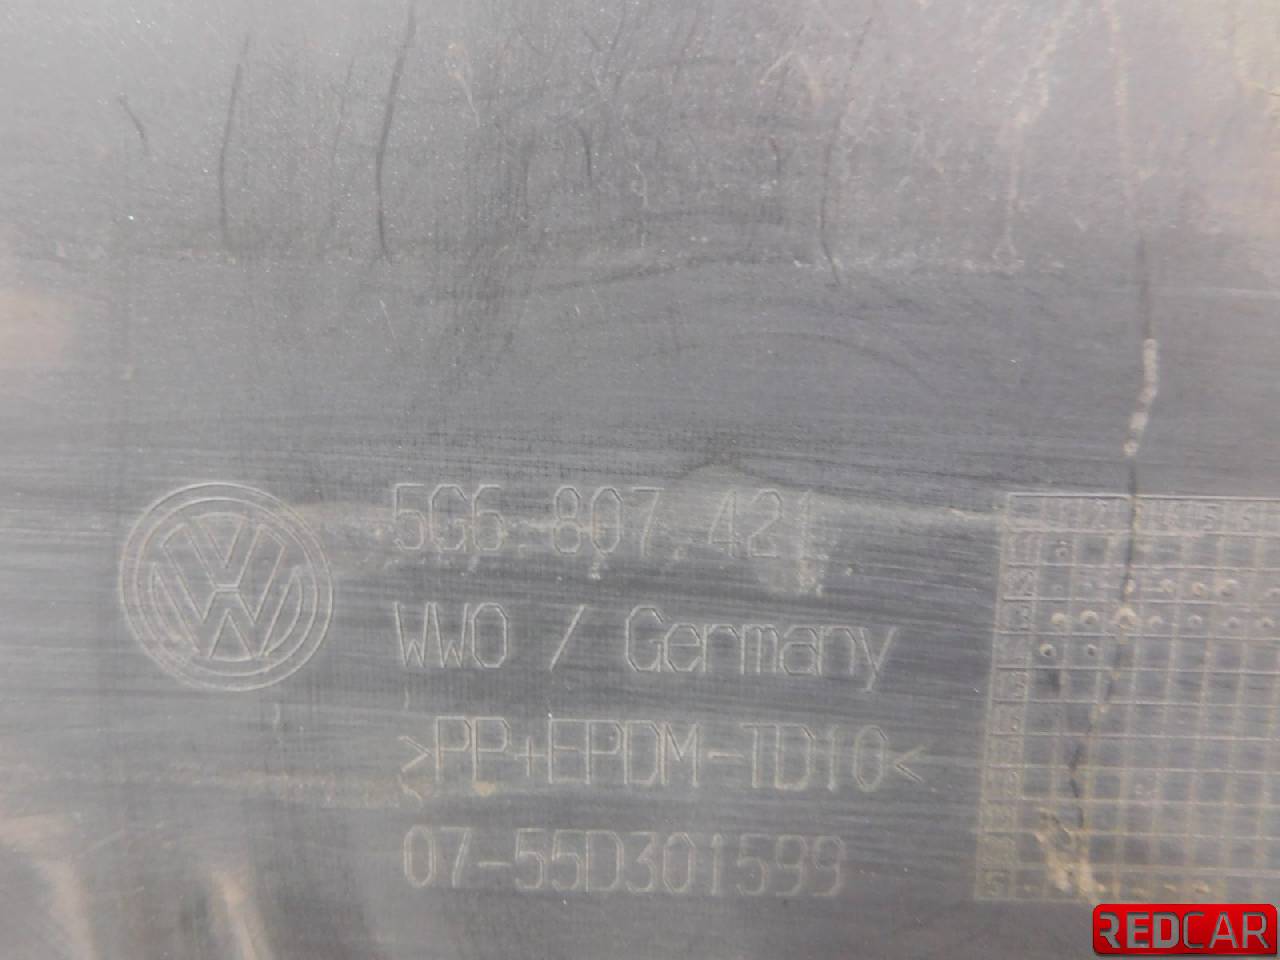 5G6.807.421
WWO / Germany
>PP+EPDM-TD10<
07-55D301599
REDCAR